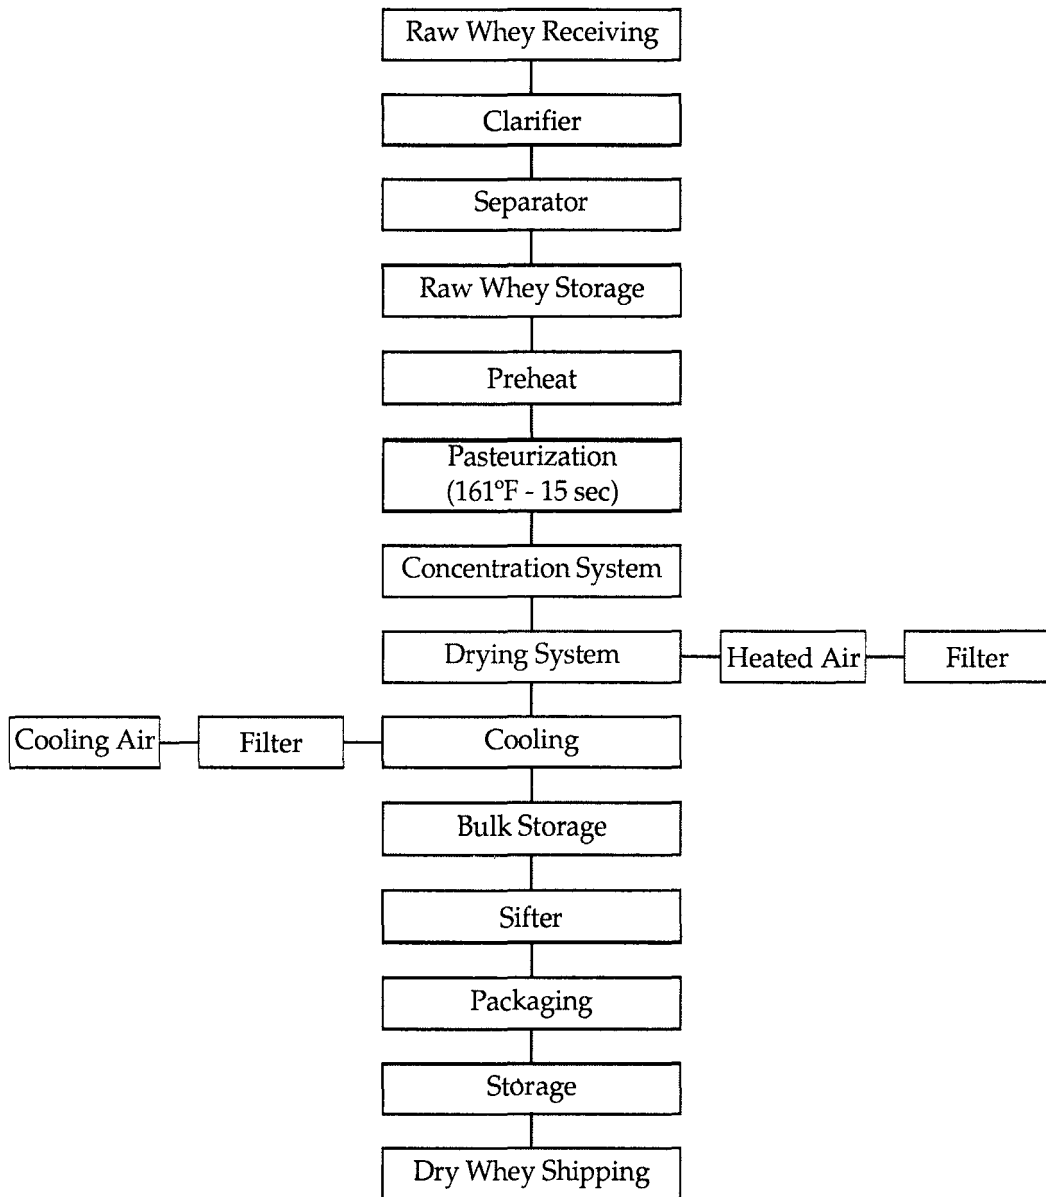 Raw Whey Receiving
Clarifier
Separator
Raw Whey Storage
Preheat
Pasteurization
(161ºF - 15 sec)
Concentration System
Drying System
Heated Air
Filter
Cooling Air
Filter
Cooling
Bulk Storage
Sifter
Packaging
Storage
Dry Whey Shipping